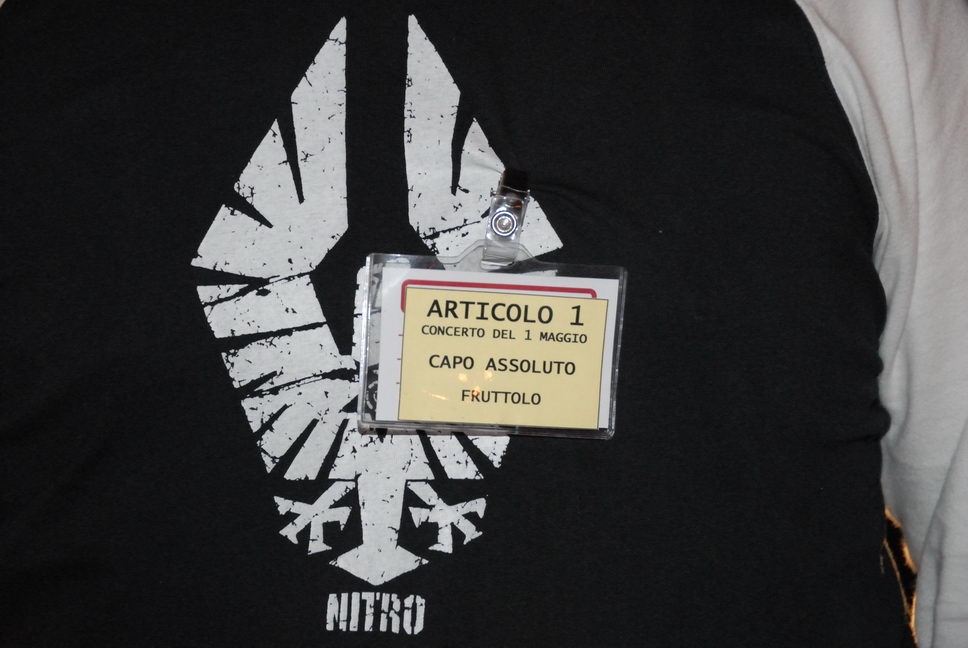 ARTICOLO 1
CONCERTO DEL 1 MAGGIO
CAPO ASSOLUTO
FRUTTOLO
NITRO